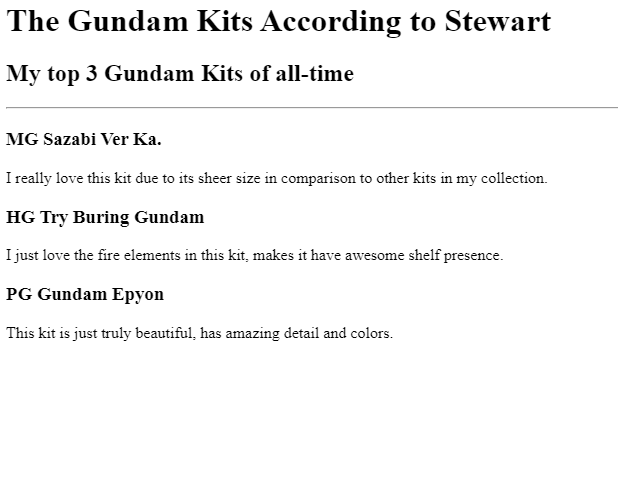 The Gundam Kits According to Stewart
My top 3 Gundam Kits of all-time
MG Sazabi Ver Ka.
I really love this kit due to its sheer size in comparison to other kits in my collection.
HG Try Buring Gundam
I just love the fire elements in this kit, makes it have awesome shelf presence.
PG Gundam Epyon
This kit is just truly beautiful, has amazing detail and colors.